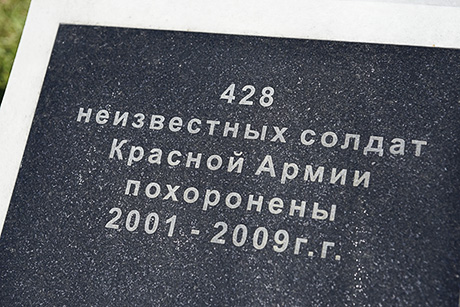 428
неизвестных солдат
Красной Армии
похоронены
2001 - 2009г.г.